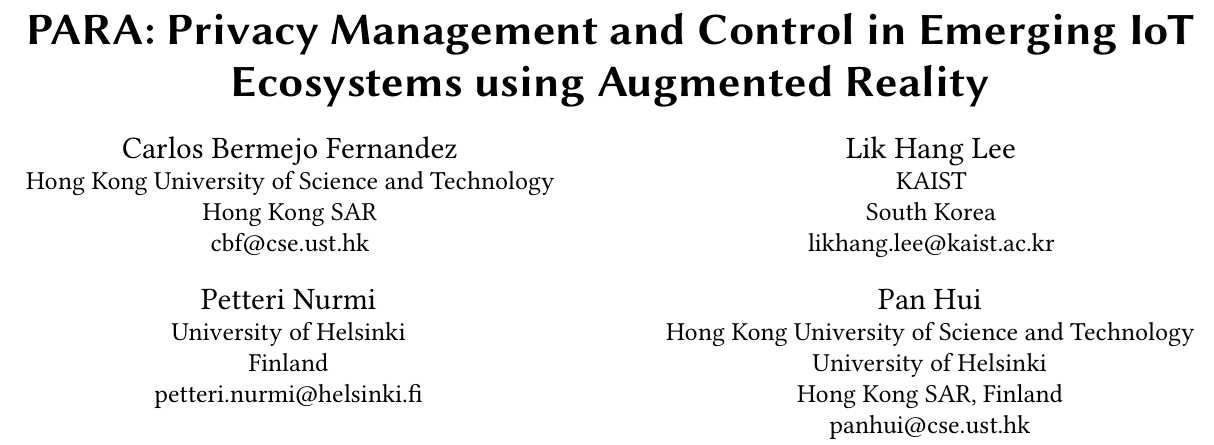 PARA: Privacy Management and Control in Emerging IoT
Ecosystems using Augmented Reality
Carlos Bermejo Fernandez
Hong Kong University of Science and Technology
Hong Kong SAR
cbf@cse.ust.hk
Lik Hang Lee
KAIST
South Korea
likhang.lee@kaist.ac.kr
Petteri Nurmi
University of Helsinki
Finland
petteri.nurmi@helsinki.fi
Pan Hui
Hong Kong University of Science and Technology
University of Helsinki
Hong Kong SAR, Finland
panhui@cse.ust.hk